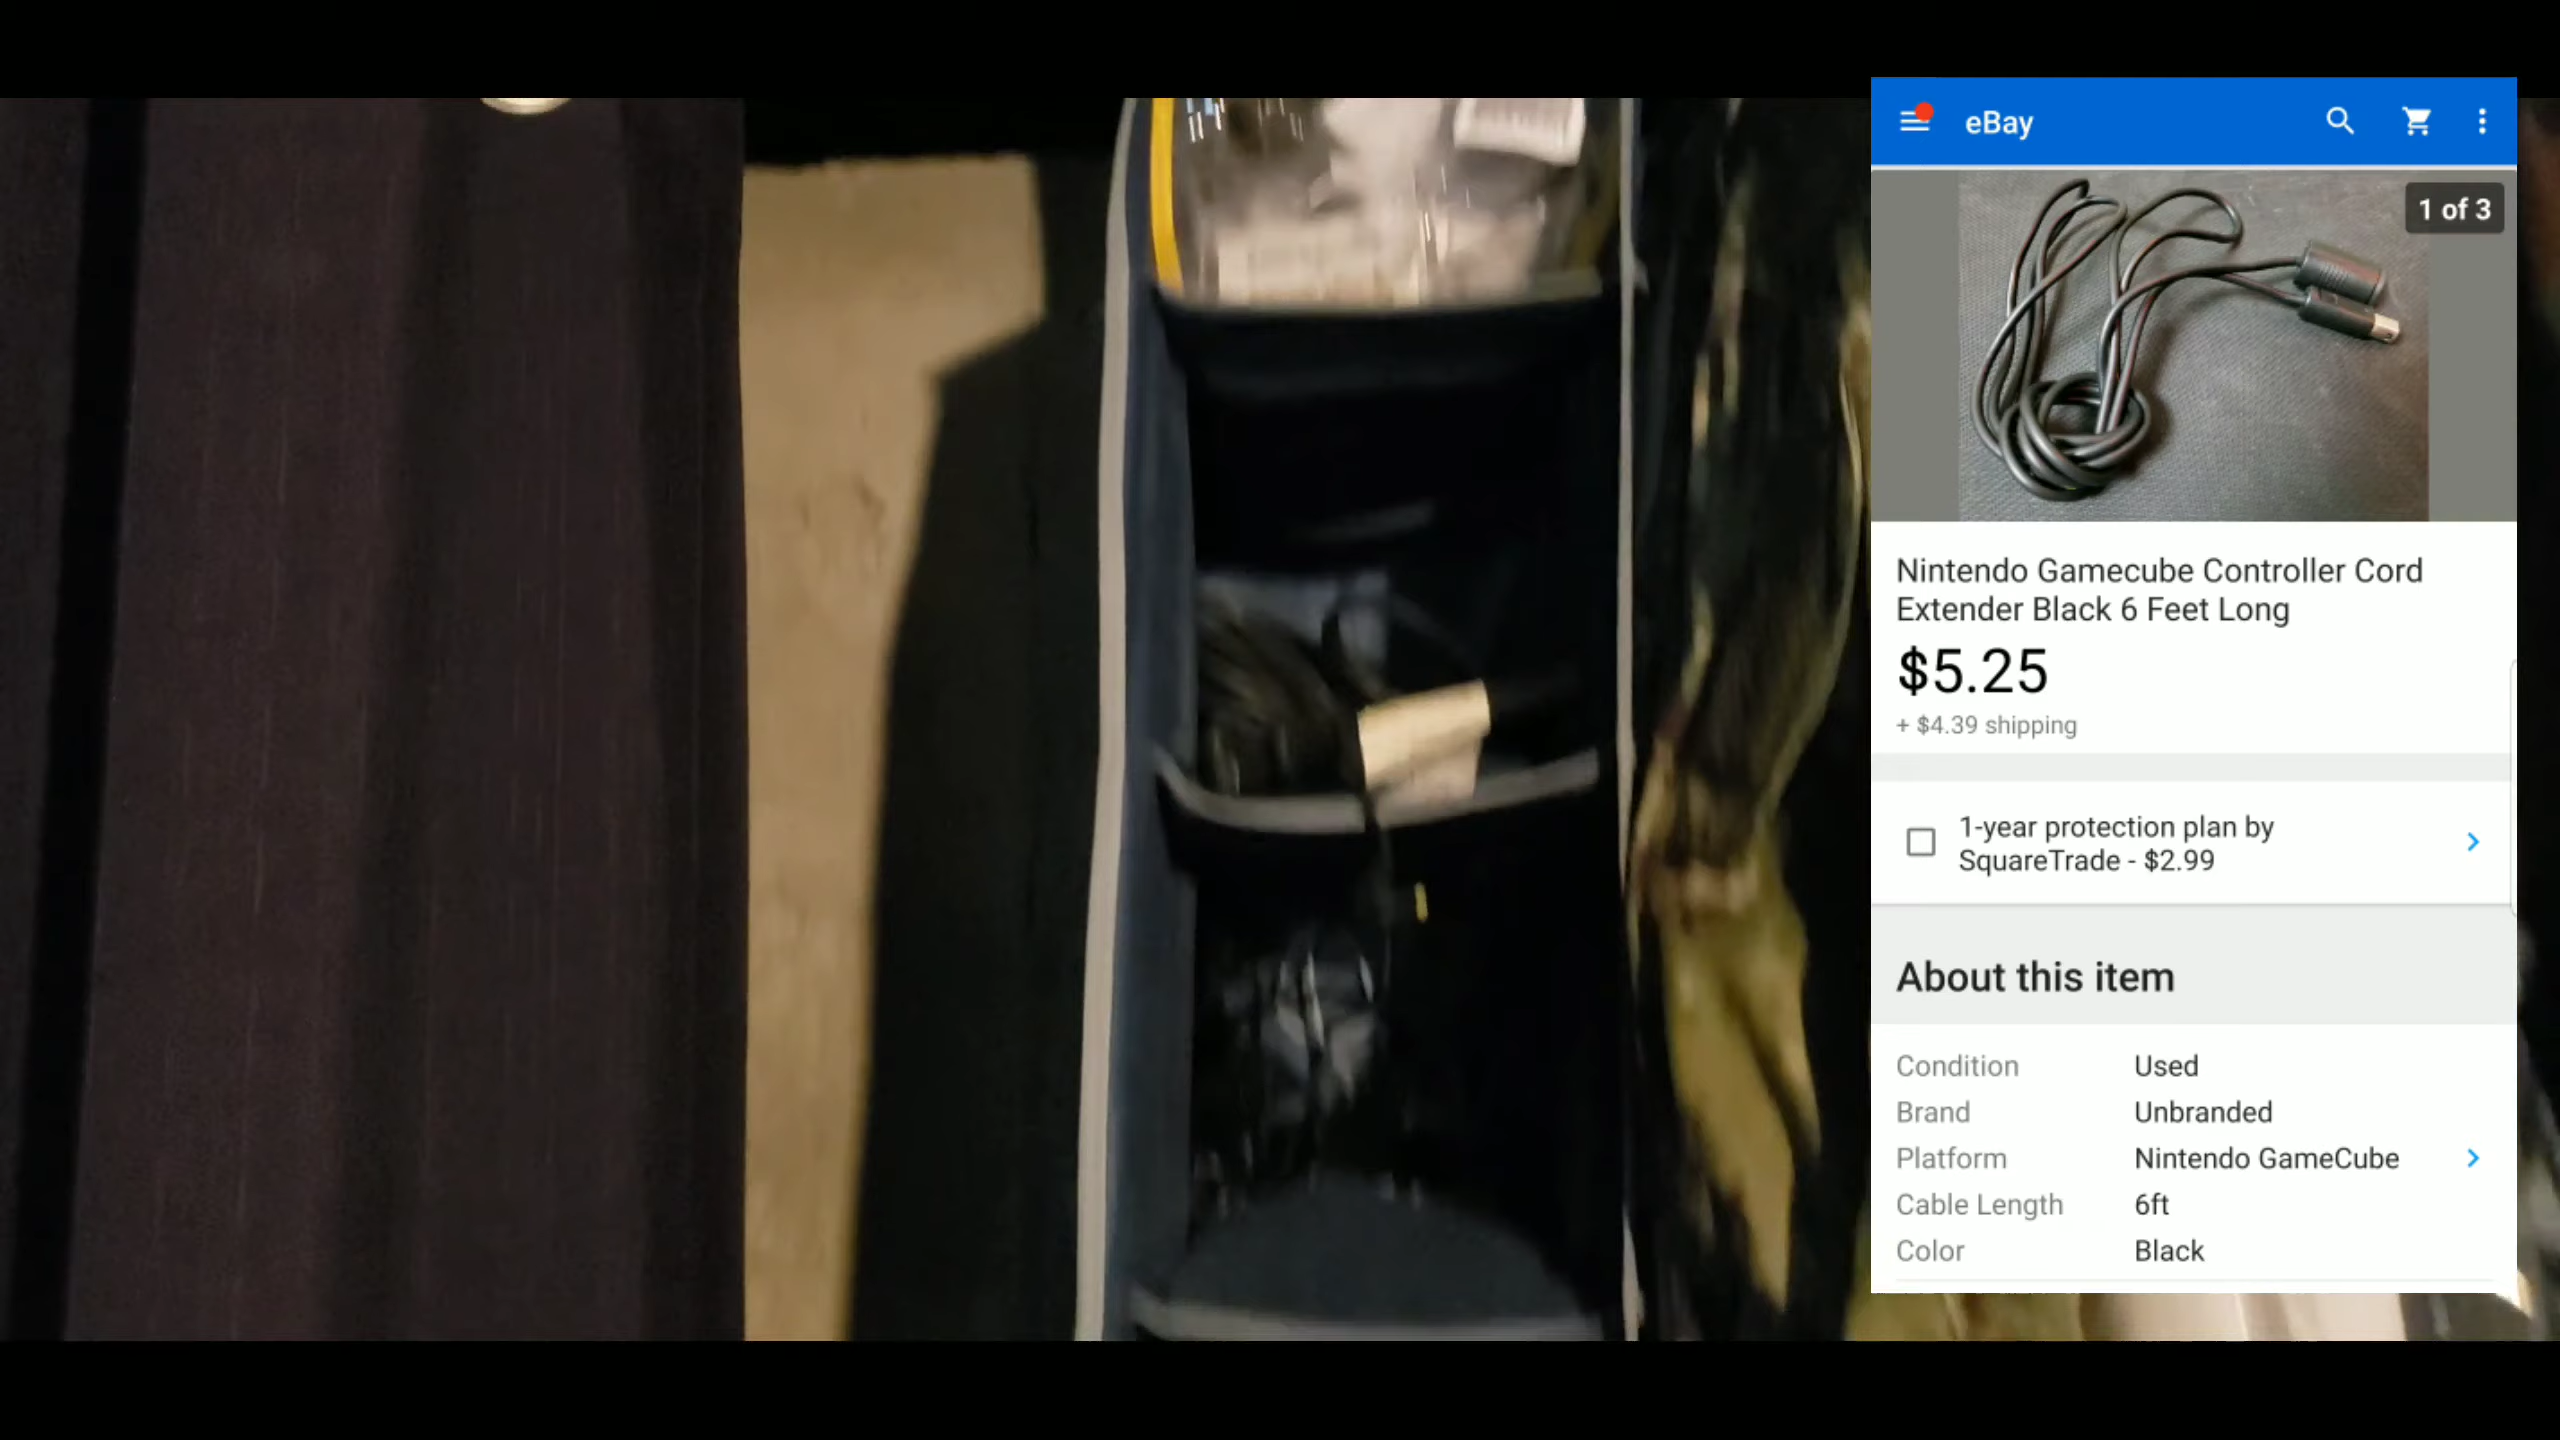 eBay
1 of 3
Nintendo Gamecube Controller Cord
Extender Black 6 Feet Long
$5.25
+ $4.39 shipping
1-year protection plan by
SquareTrade - $2.99
About this item
Condition Used
Brand Unbranded
Platform Nintendo GameCube
Cable Length 6ft
Color Black